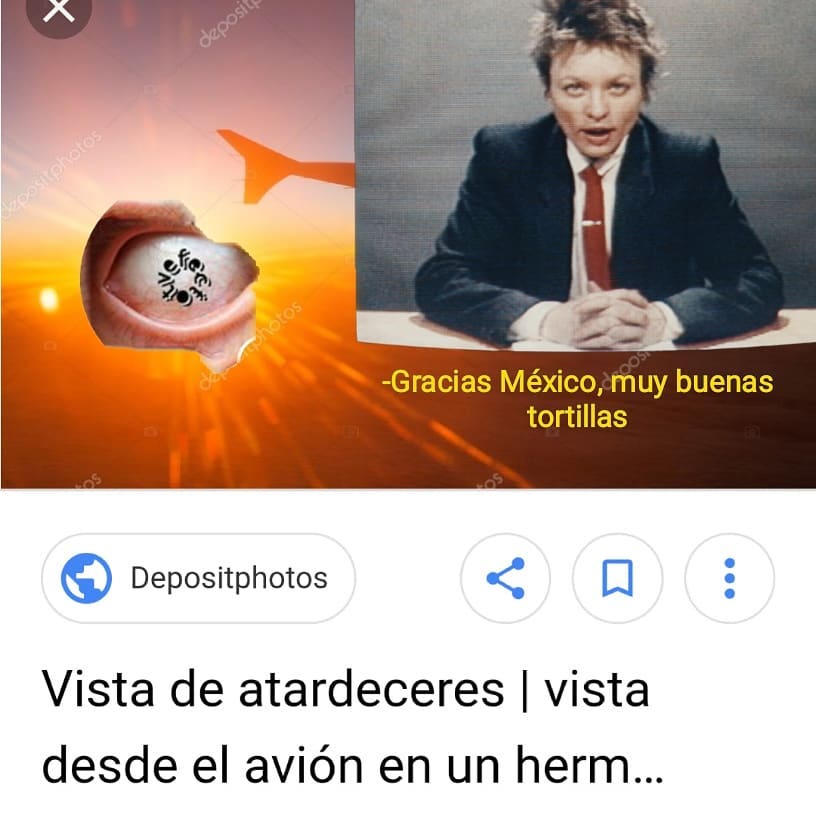 depositphotos
depositphotos
depositphotos
-Gracias México, muy buenas
tortillas
Depositphotos
Vista de atardeceres | vista
desde el avión en un herm...